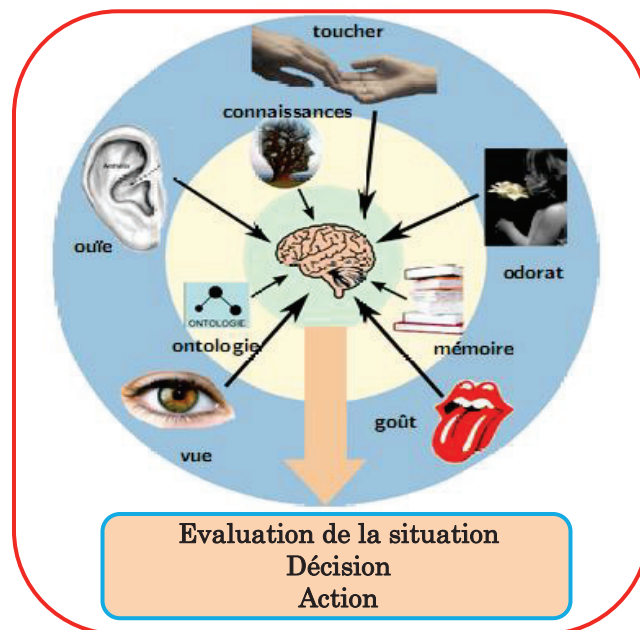 toucher
connaissances
ouïe
odorat
ONTOLOGIE
ontologie
mémoire
vue
goût
Evaluation de la situation
Décision
Action